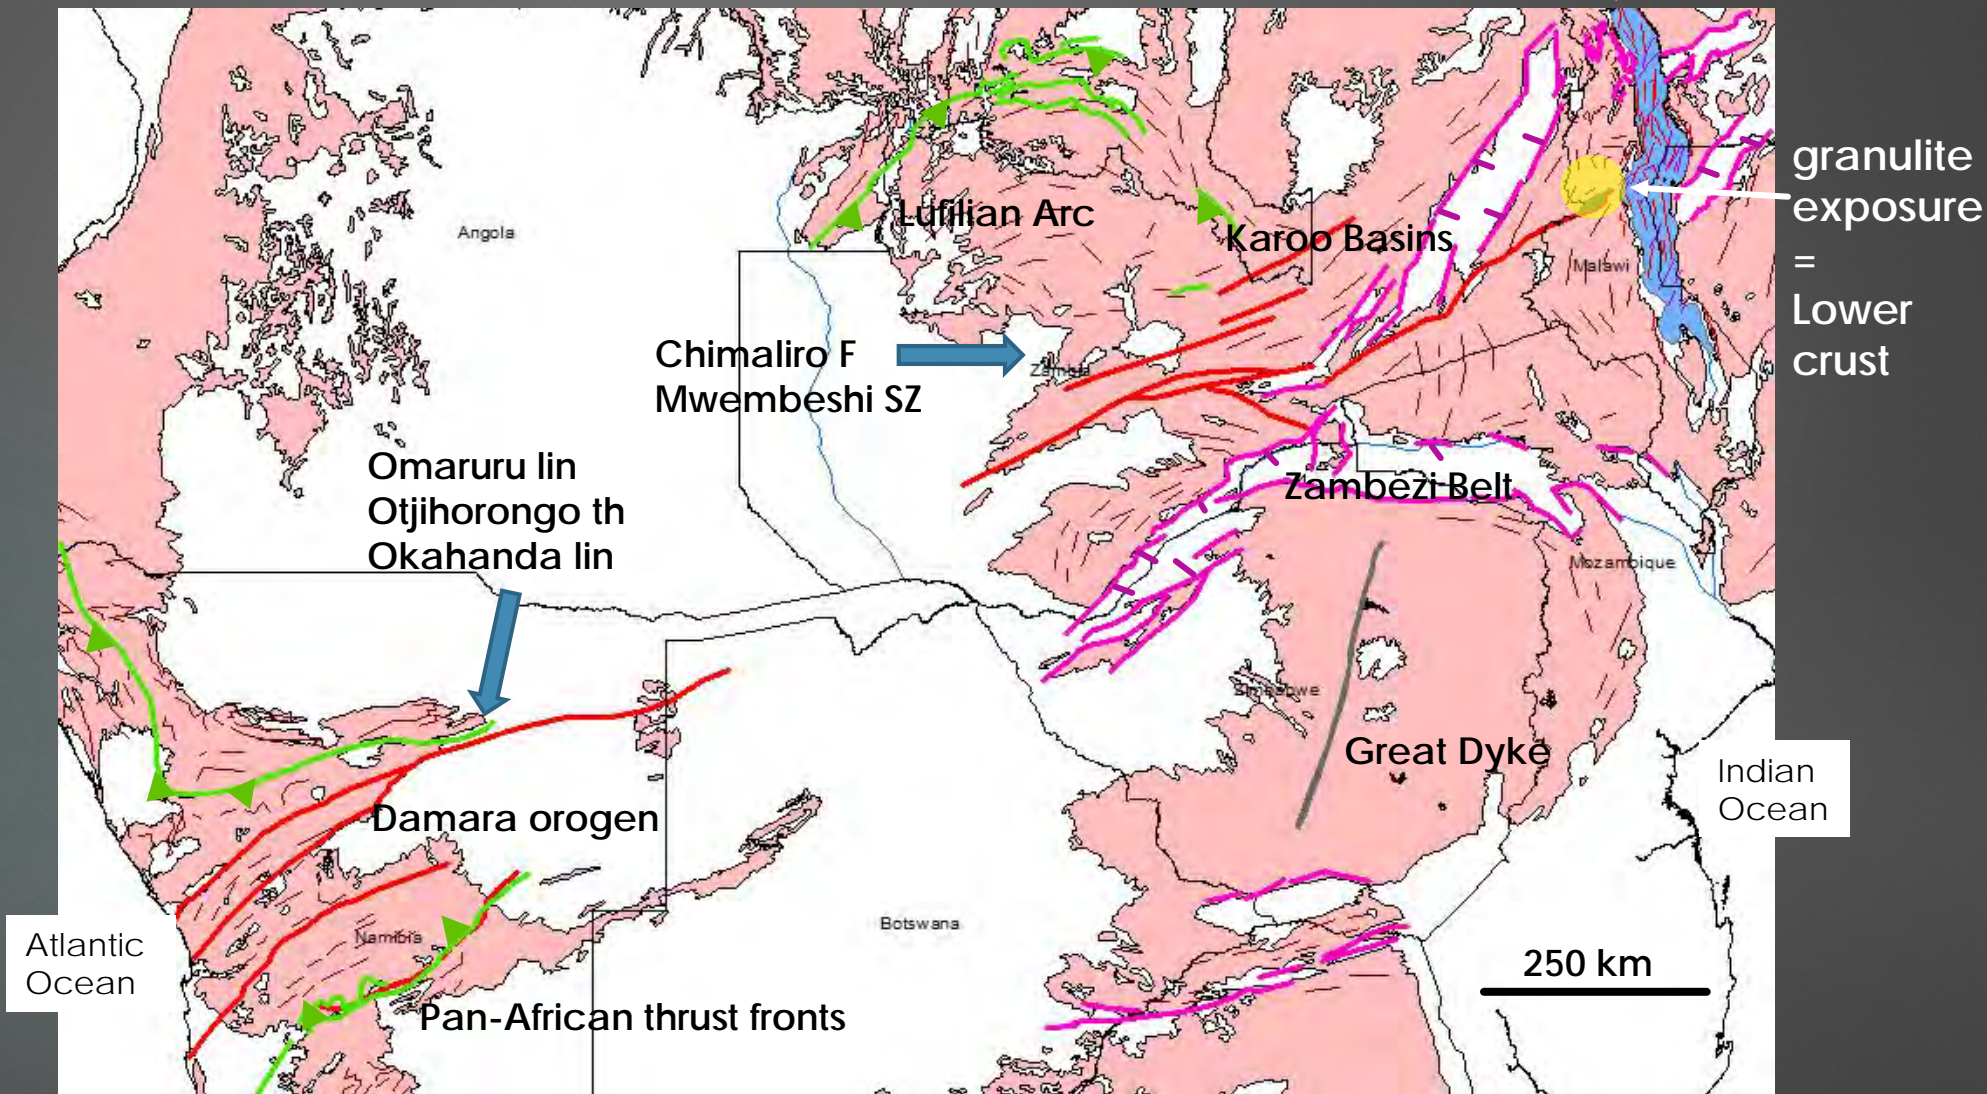 Angola
Lufilian Arc
Karoo Basins
granulite
exposure
=
Lower
crust
Malawi
Chimaliro F
Mwembeshi SZ
Zambia
Omaruru lin
Otjihorongo th
Okahanda lin
Zambezi Belt
Mozambique
Zimbabwe
Great Dyke
Indian
Ocean
Damara orogen
Atlantic
Ocean
Namibia
Botswana
250 km
Pan-African thrust fronts